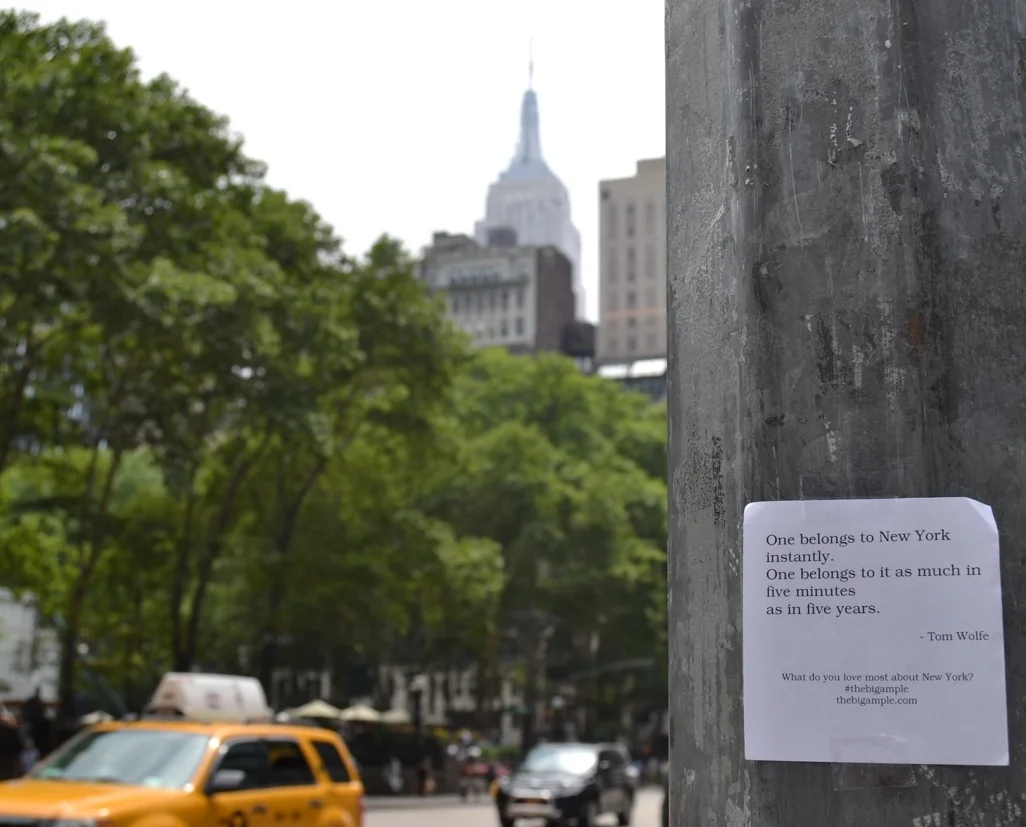 One belongs to New York
instantly.
One belongs to it as much in
five minutes
as in five years.
- Tom Wolfe
What do you love most about New York?
#thebigample
thebigample.com